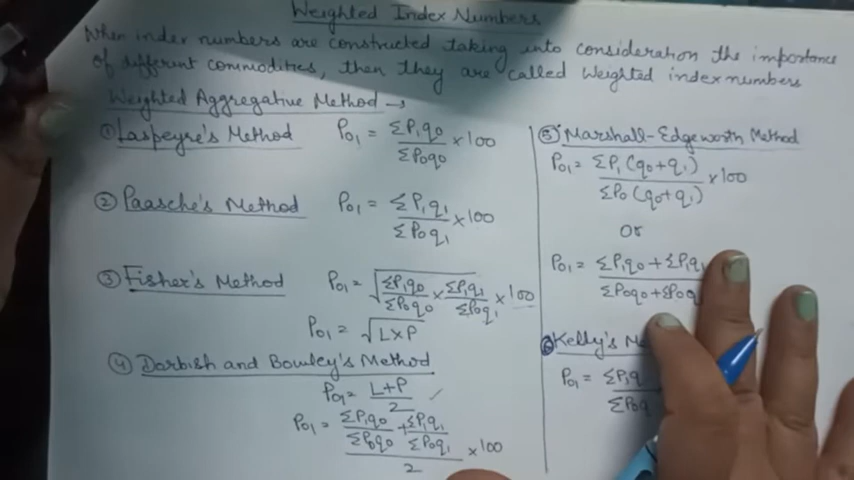 Weighted Index Numbers
When index numbers are constructed taking into consideration the importance
of different commodities, then they are called Weighted index numbers
Weighted Aggregative Method →
① Laspeyre's Method P₀₁ = ΣP₁q₀ / ΣP₀q₀ × 100
② Paasche's Method P₀₁ = ΣP₁q₁ / ΣP₀q₁ × 100
③ Fisher's Method P₀₁ = √(ΣP₁q₀ / ΣP₀q₀ × ΣP₁q₁ / ΣP₀q₁) × 100
P₀₁ = √(L×P)
④ Dorbish and Bowley's Method
P₀₁ = L+P / 2
P₀₁ = (ΣP₁q₀ / ΣP₀q₀ + ΣP₁q₁ / ΣP₀q₁) / 2 × 100
⑤ Marshall-Edgeworth Method
P₀₁ = ΣP₁(q₀+q₁) / ΣP₀(q₀+q₁) × 100
Or
P₀₁ = ΣP₁q₀ + ΣP₁q₁ / ΣP₀q₀ + ΣP₀q
⑥ Kelly's M
P₀₁ = ΣP₁q / ΣP₀q